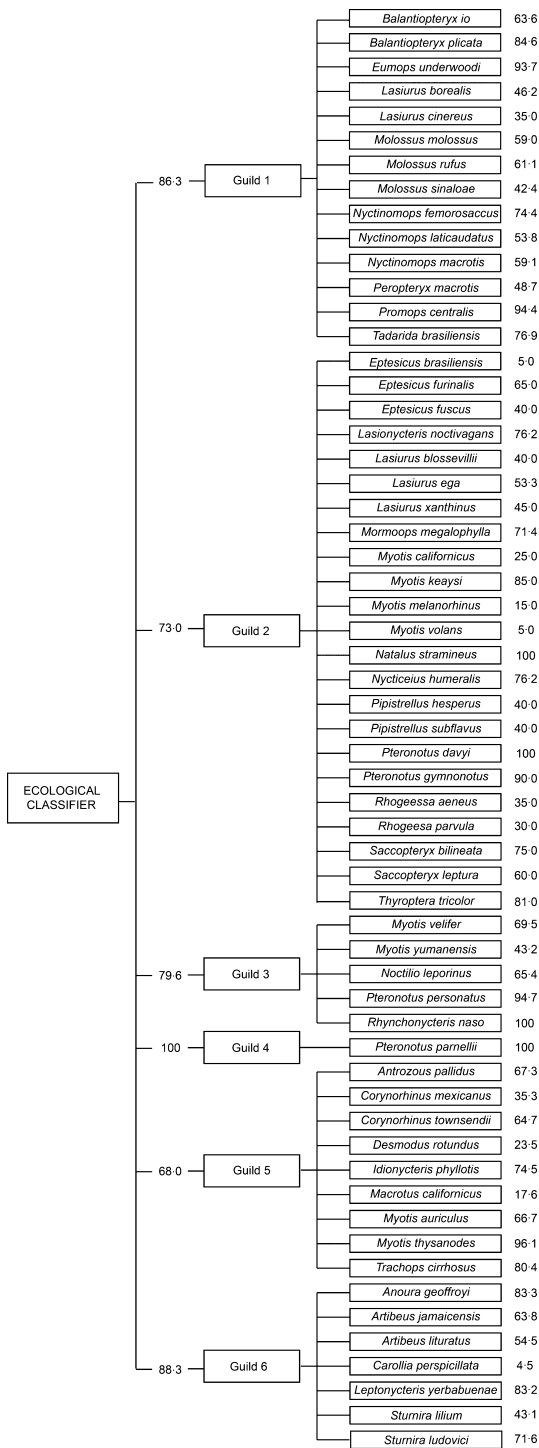 Balantiopteryx io 63·6
Balantiopteryx plicata 84·6
Eumops underwoodi 93·7
Lasiurus borealis 46·2
Lasiurus cinereus 35·0
Molossus molossus 59·0
Molossus rufus 61·1
86·3 Guild 1
Molossus sinaloae 42·4
Nyctinomops femorosaccus 74·4
Nyctinomops laticaudatus 53·8
Nyctinomops macrotis 59·1
Peropteryx macrotis 48·7
Promops centralis 94·4
Tadarida brasiliensis 76·9
Eptesicus brasiliensis 5·0
Eptesicus furinalis 65·0
Eptesicus fuscus 40·0
Lasionycteris noctivagans 76·2
Lasiurus blossevillii 40·0
Lasiurus ega 53·3
Lasiurus xanthinus 45·0
Mormoops megalophylla 71·4
Myotis californicus 25·0
Myotis keaysi 85·0
Myotis melanorhinus 15·0
73·0 Guild 2
Myotis volans 5·0
Natalus stramineus 100
Nycticeius humeralis 76·2
Pipistrellus hesperus 40·0
Pipistrellus subflavus 40·0
Pteronotus davyi 100
Pteronotus gymnonotus 90·0
ECOLOGICAL
CLASSIFIER
Rhogeessa aeneus 35·0
Rhogeesa parvula 30·0
Saccopteryx bilineata 75·0
Saccopteryx leptura 60·0
Thyroptera tricolor 81·0
Myotis velifer 69·5
Myotis yumanensis 43·2
79·6 Guild 3
Noctilio leporinus 65·4
Pteronotus personatus 94·7
Rhynchonycteris naso 100
100 Guild 4
Pteronotus parnellii 100
Antrozous pallidus 67·3
Corynorhinus mexicanus 35·3
Corynorhinus townsendii 64·7
Desmodus rotundus 23·5
68·0 Guild 5
Idionycteris phyllotis 74·5
Macrotus californicus 17·6
Myotis auriculus 66·7
Myotis thysanodes 96·1
Trachops cirrhosus 80·4
Anoura geoffroyi 83·3
Artibeus jamaicensis 63·8
Artibeus lituratus 54·5
88·3 Guild 6
Carollia perspicillata 4·5
Leptonycteris yerbabuenae 83·2
Sturnira lilium 43·1
Sturnira ludovici 71·6